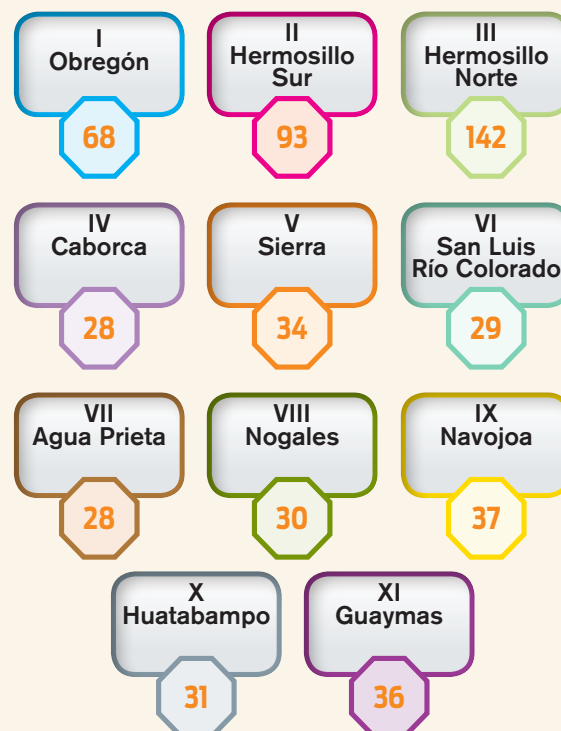 I
Obregón
68
II
Hermosillo
Sur
93
III
Hermosillo
Norte
142
IV
Caborca
28
V
Sierra
34
VI
San Luis
Río Colorado
29
VII
Agua Prieta
28
VIII
Nogales
30
IX
Navojoa
37
X
Huatabampo
31
XI
Guaymas
36